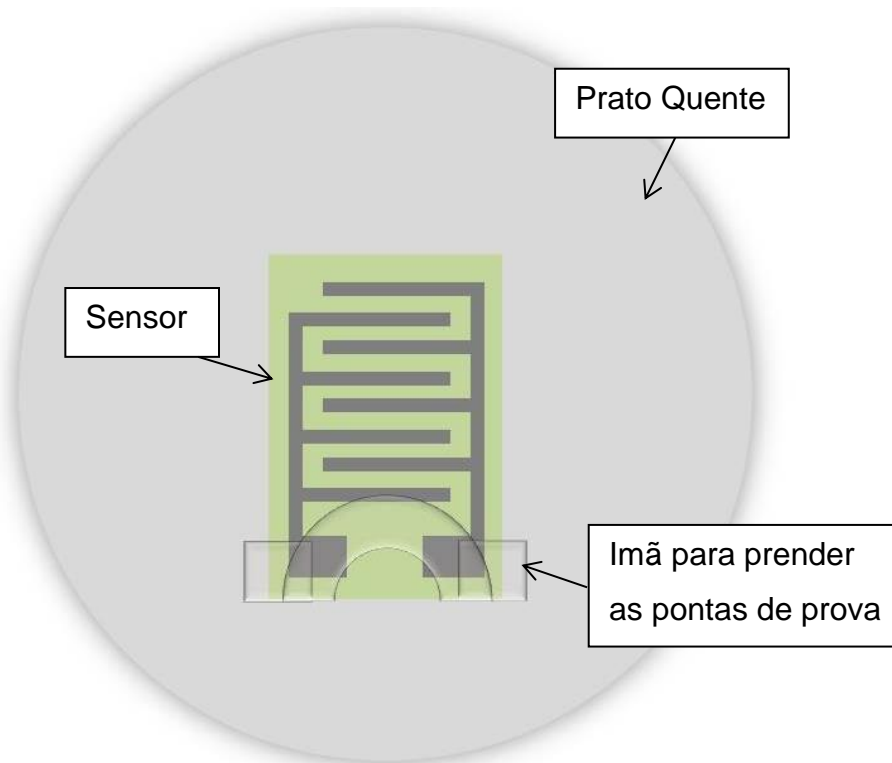 Prato Quente
Sensor
Imã para prender
as pontas de prova